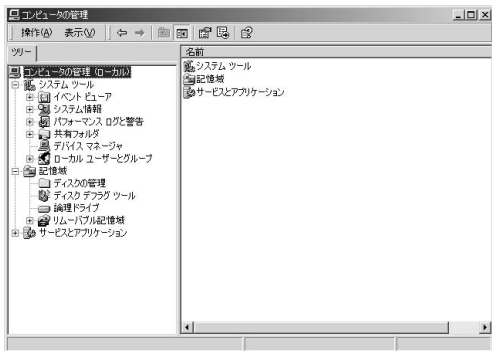 コンピュータの管理
操作(A) 表示(V)
ツリー
コンピュータの管理 (ローカル)
システム ツール
イベント ビューア
システム情報
パフォーマンス ログと警告
共有フォルダ
デバイス マネージャ
ローカル ユーザーとグループ
記憶域
ディスクの管理
ディスク デフラグ ツール
論理ドライブ
リムーバブル記憶域
サービスとアプリケーション
名前
システム ツール
記憶域
サービスとアプリケーション